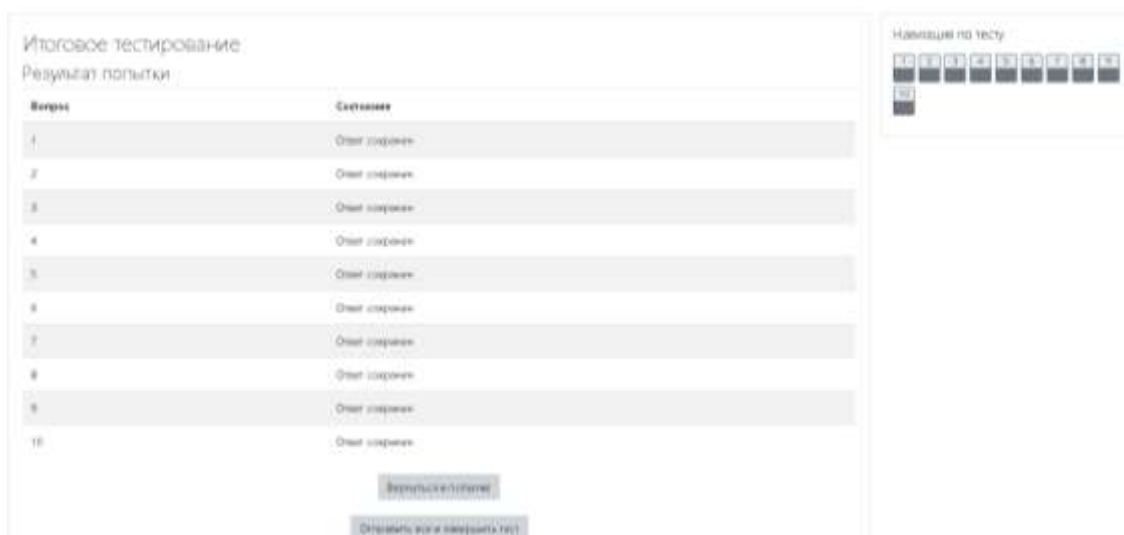 Итоговое тестирование
Результат попытки
Вопрос Состояние
1 Ответ сохранен
2 Ответ сохранен
3 Ответ сохранен
4 Ответ сохранен
5 Ответ сохранен
6 Ответ сохранен
7 Ответ сохранен
8 Ответ сохранен
9 Ответ сохранен
10 Ответ сохранен
Вернуться к попытке
Отправить всё и завершить тест
Навигация по тесту
1 2 3 4 5 6 7 8 9
10